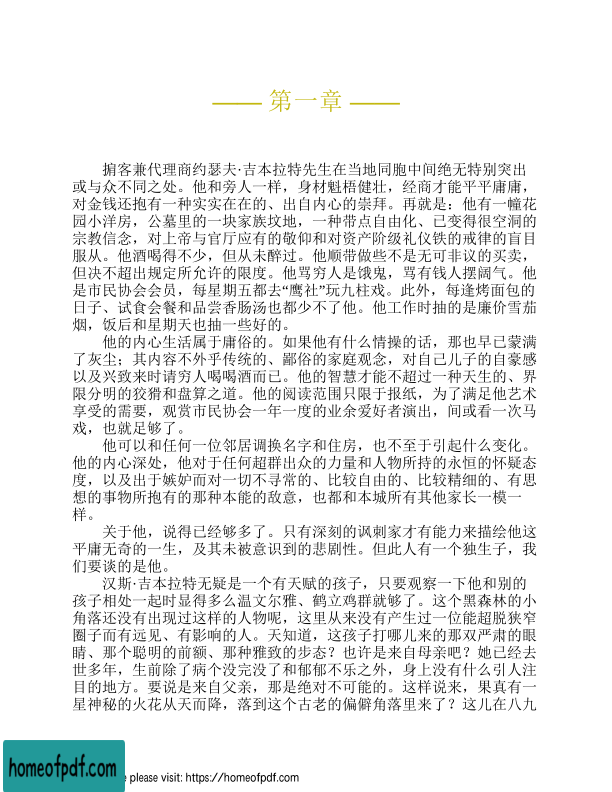 —— 第一章 ——
掮客兼代理商约瑟夫·吉本拉特先生在当地同胞中间绝无特别突出
或与众不同之处。他和旁人一样，身材魁梧健壮，经商才能平平庸庸，
对金钱还抱有一种实实在在的、出自内心的崇拜。再就是：他有一幢花
园小洋房，公墓里的一块家族坟地，一种带点自由化、已变得很空洞的
宗教信念，对上帝与官厅应有的敬仰和对资产阶级礼仪铁的戒律的盲目
服从。他酒喝得不少，但从未醉过。他顺带做些不是无可非议的买卖，
但决不超出规定所允许的限度。他骂穷人是饿鬼，骂有钱人摆阔气。他
是市民协会会员，每星期五都去“鹰社”玩九柱戏。此外，每逢烤面包的
日子、试食会餐和品尝香肠汤也都少不了他。他工作时抽的是廉价雪茄
烟，饭后和星期天也抽一些好的。
他的内心生活属于庸俗的。如果他有什么情操的话，那也早已蒙满
了灰尘；其内容不外乎传统的、鄙俗的家庭观念，对自己儿子的自豪感
以及兴致来时请穷人喝喝酒而已。他的智慧才能不超过一种天生的、界
限分明的狡猾和盘算之道。他的阅读范围只限于报纸，为了满足他艺术
享受的需要，观赏市民协会一年一度的业余爱好者演出，间或看一次马
戏，也就足够了。
他可以和任何一位邻居调换名字和住房，也不至于引起什么变化。
他的内心深处，他对于任何超群出众的力量和人物所持的永恒的怀疑态
度，以及出于嫉妒而对一切不寻常的、比较自由的、比较精细的、有思
想的事物所抱有的那种本能的敌意，也都和本城所有其他家长一模一
样。
关于他，说得已经够多了。只有深刻的讽刺家才有能力来描绘他这
平庸无奇的一生，及其未被意识到的悲剧性。但此人有一个独生子，我
们要谈的是他。
汉斯·吉本拉特无疑是一个有天赋的孩子，只要观察一下他和别的
孩子相处一起时显得多么温文尔雅、鹤立鸡群就够了。这个黑森林的小
角落还没有出现过这样的人物呢，这里从来没有产生过一位能超脱狭窄
圈子而有远见、有影响的人。天知道，这孩子打哪儿来的那双严肃的眼
睛、那个聪明的前额、那种雅致的步态？也许是来自母亲吧？她已经去
世多年，生前除了病个没完没了和郁郁不乐之外，身上没有什么引人注
目的地方。要说是来自父亲，那是绝对不可能的。这样说来，果真有一
星神秘的火花从天而降，落到这个古老的偏僻角落里来了？这儿在八九
homeofpdf.com
e please visit: https://homeofpdf.com